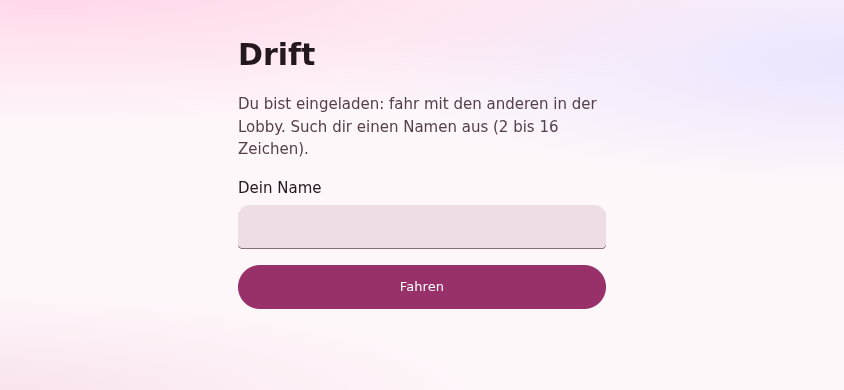 Drift
Du bist eingeladen: fahr mit den anderen in der
Lobby. Such dir einen Namen aus (2 bis 16
Zeichen).
Dein Name
Fahren